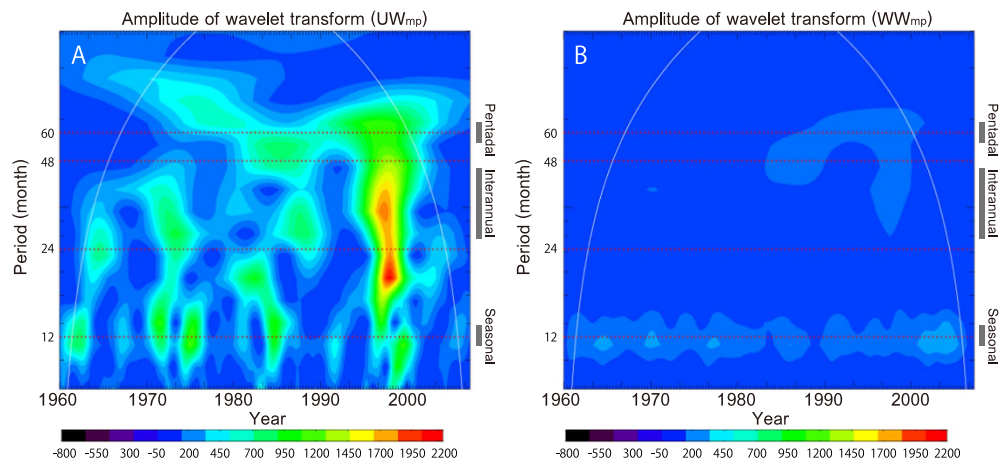 Amplitude of wavelet transform (UWmp)
A
Period (month)
60
48
24
12
Pentadal
Interannual
Seasonal
1960 1970 1980 1990 2000
Year
-800 -550 -300 -50 200 450 700 950 1200 1450 1700 1950 2200
Amplitude of wavelet transform (WWmp)
B
Period (month)
60
48
24
12
Pentadal
Interannual
Seasonal
1960 1970 1980 1990 2000
Year
-800 -550 -300 -50 200 450 700 950 1200 1450 1700 1950 2200